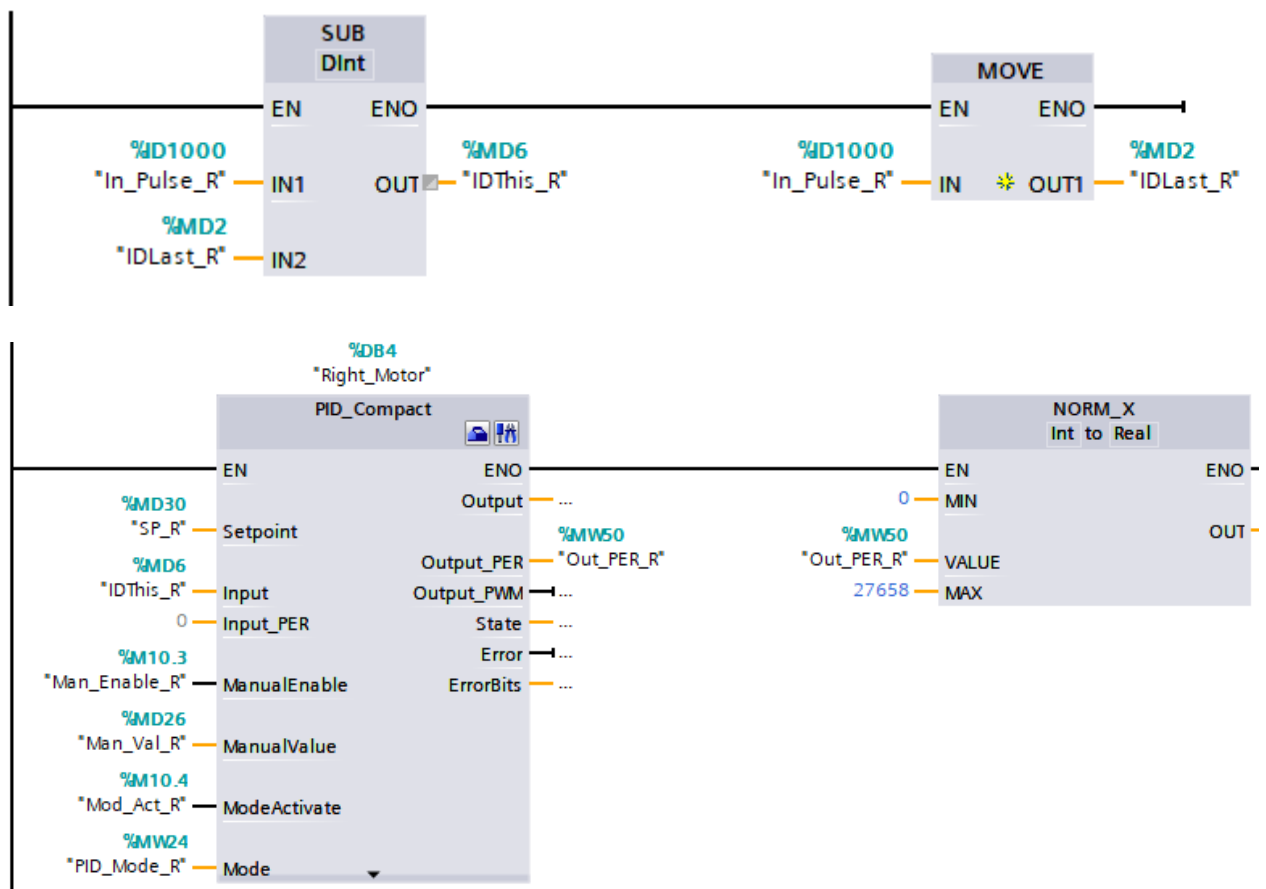 SUB
DInt
MOVE
EN ENO
EN ENO
%ID1000
"In_Pulse_R"
IN1
OUT
%MD6
"IDThis_R"
%ID1000
"In_Pulse_R"
IN
OUT1
%MD2
"IDLast_R"
%MD2
"IDLast_R"
IN2
%DB4
"Right_Motor"
PID_Compact
NORM_X
Int to Real
EN ENO
EN ENO
Output ...
0 MIN
%MD30
"SP_R"
Setpoint
%MW50
Output_PER "Out_PER_R"
%MW50
"Out_PER_R" VALUE
OUT
%MD6
"IDThis_R"
Input
Output_PWM ...
27658 MAX
0 Input_PER
State ...
Error ...
%M10.3
"Man_Enable_R"
ManualEnable
ErrorBits ...
%MD26
"Man_Val_R"
ManualValue
%M10.4
"Mod_Act_R"
ModeActivate
%MW24
"PID_Mode_R"
Mode